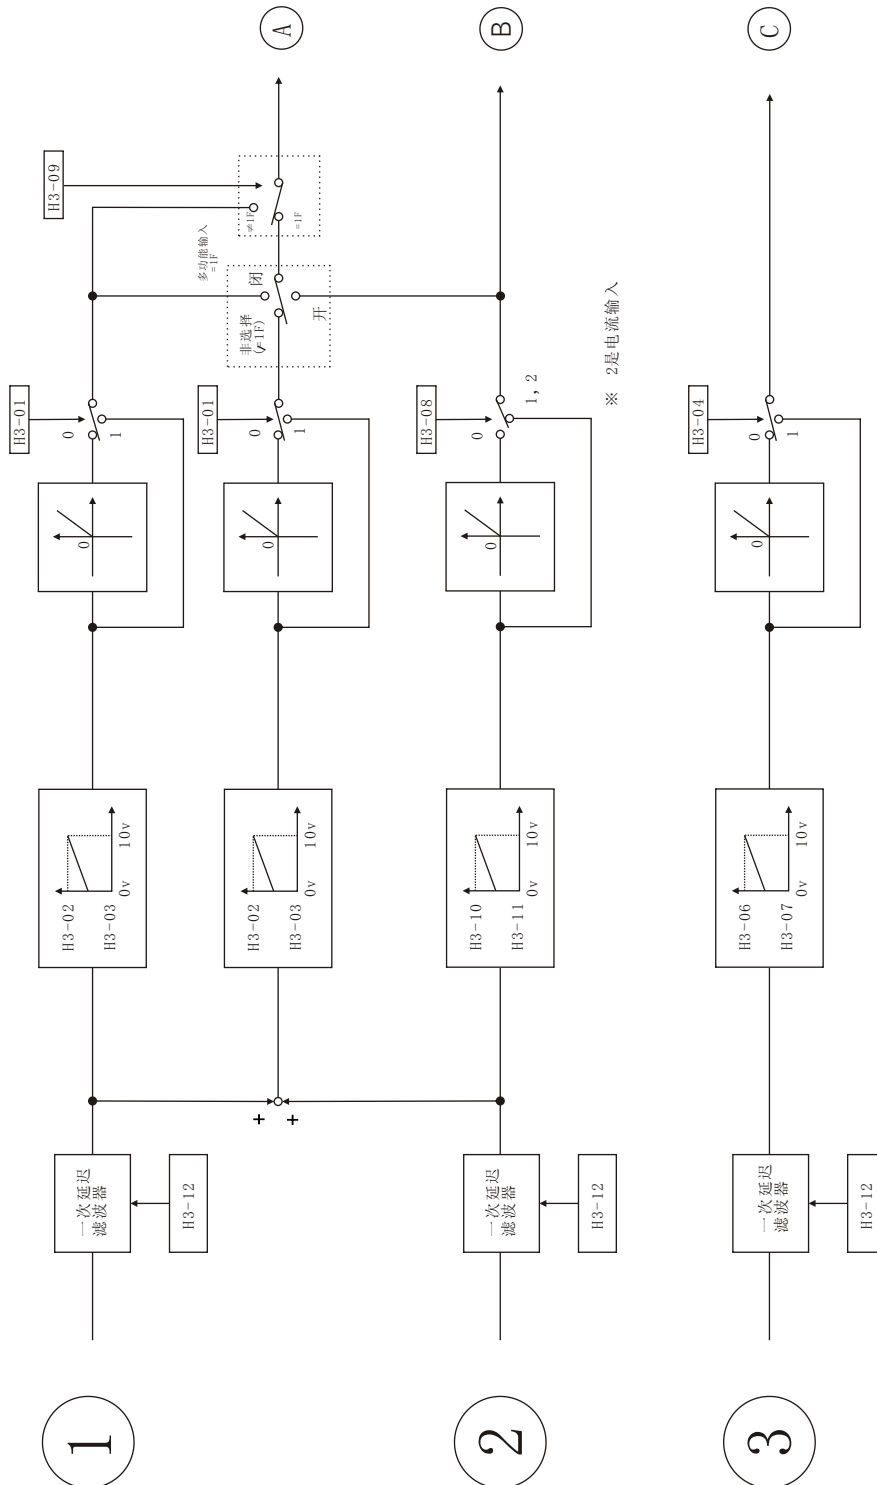 1
一次延迟
滤波器
H3-12
H3-02
H3-03
0v 10v
0
H3-01
0
1
H3-09
+
+
H3-02
H3-03
0v 10v
0
H3-01
0
1
非选择
(≠1F)
闭
开
多功能输入
=1F
≠1F
=1F
A
2
一次延迟
滤波器
H3-12
H3-10
H3-11
0v 10v
0
H3-08
0
1, 2
B
※ 2是电流输入
3
一次延迟
滤波器
H3-12
H3-06
H3-07
0v 10v
0
H3-04
0
1
C